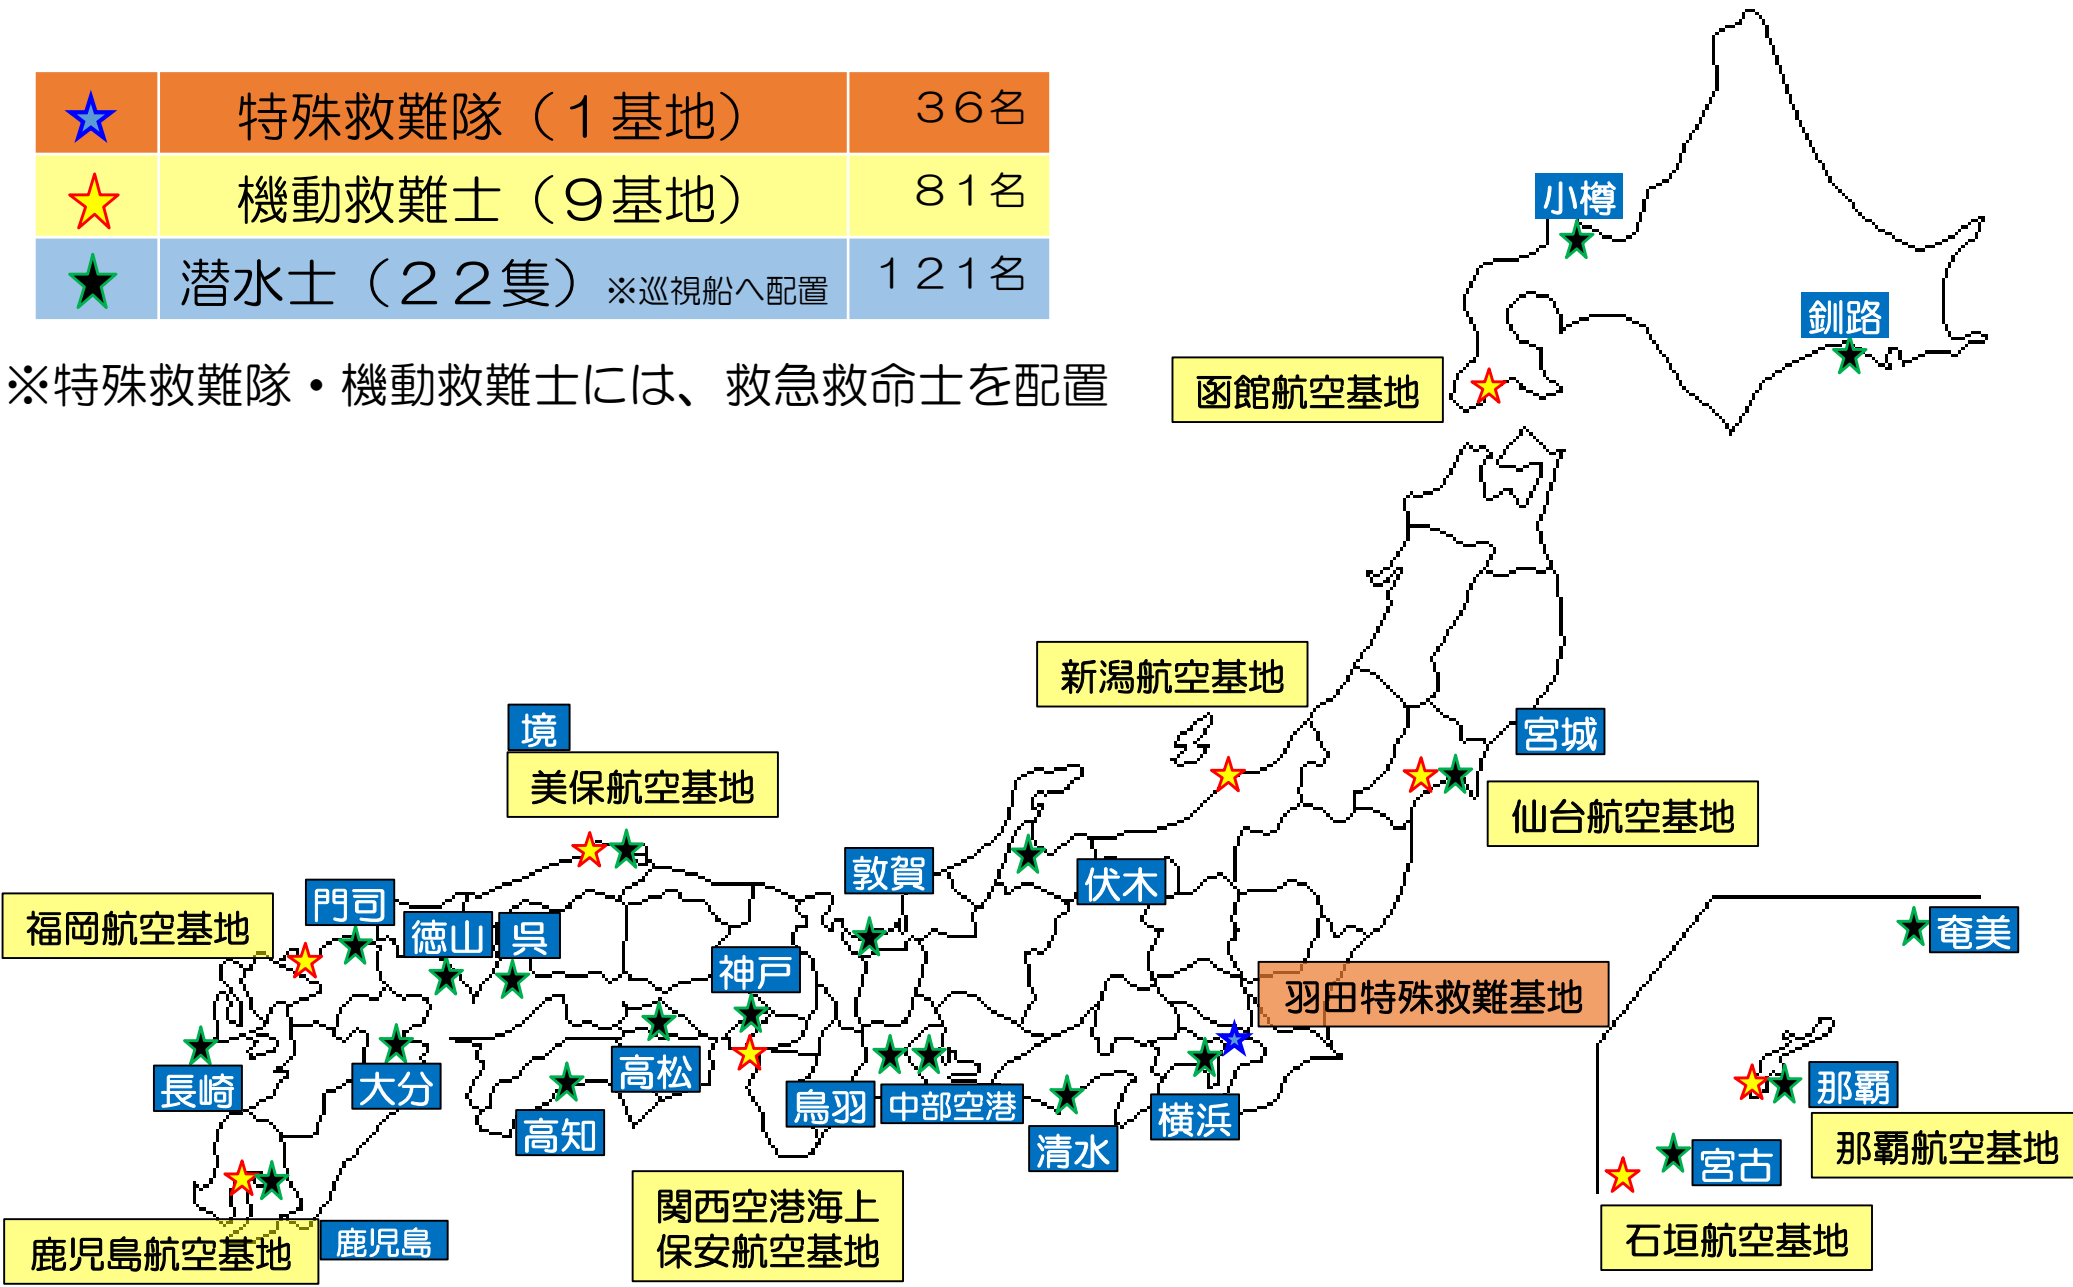 特殊救難隊（１基地）　３６名
機動救難士（９基地）　８１名
潜水士（２２隻）※巡視船へ配置　１２１名
※特殊救難隊・機動救難士には、救急救命士を配置
小樽
釧路
函館航空基地
新潟航空基地
宮城
仙台航空基地
境
美保航空基地
敦賀
伏木
門司
福岡航空基地
徳山
呉
神戸
羽田特殊救難基地
奄美
長崎
大分
高松
高知
鳥羽
中部空港
清水
横浜
那覇
那覇航空基地
宮古
石垣航空基地
関西空港海上
保安航空基地
鹿児島航空基地
鹿児島